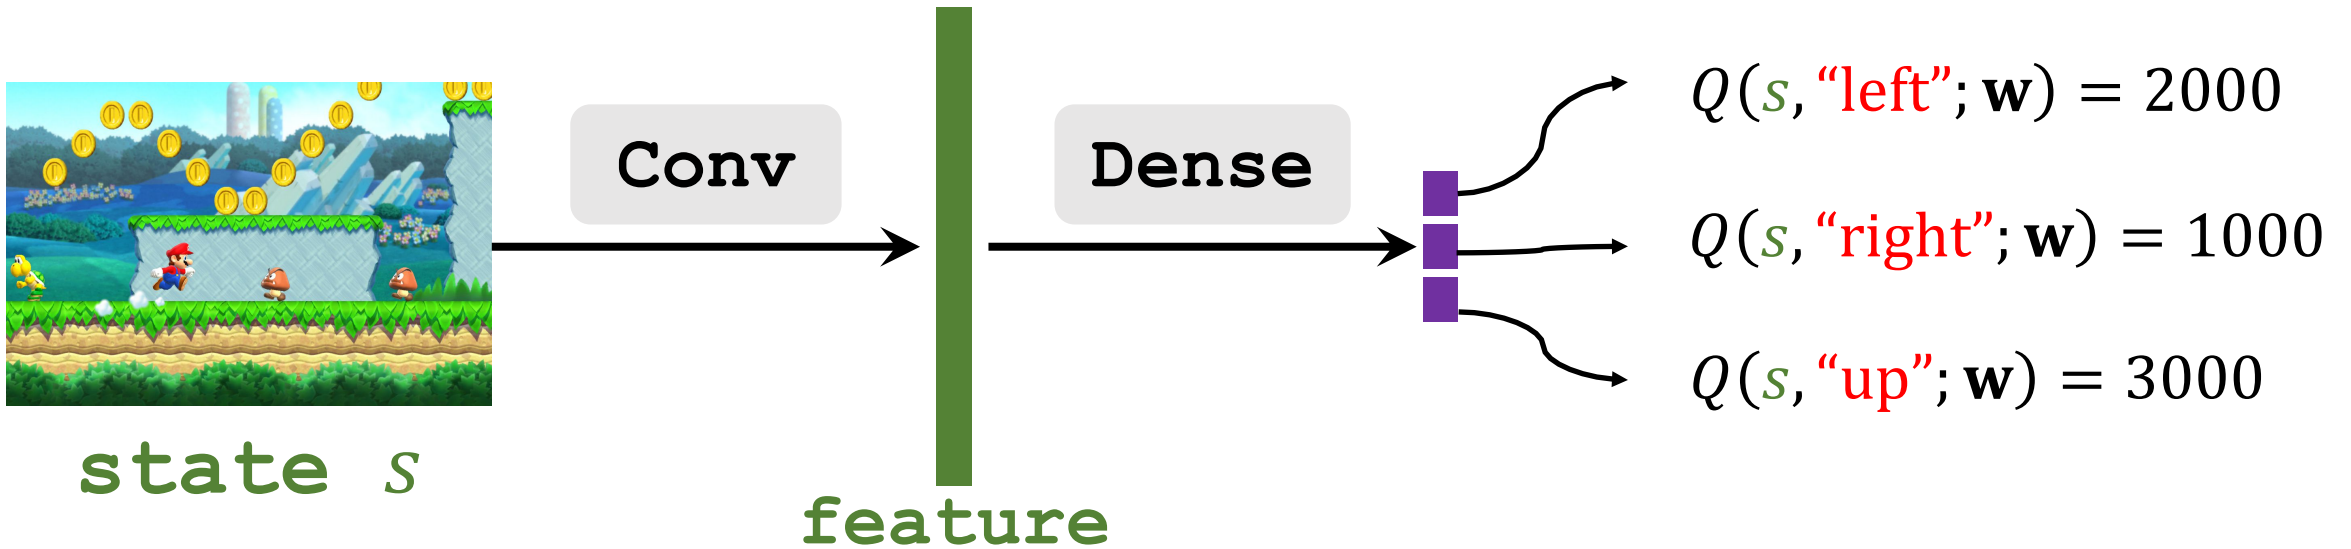 Conv
Dense
Q(s, “left”; w) = 2000
Q(s, “right”; w) = 1000
Q(s, “up”; w) = 3000
state s
feature